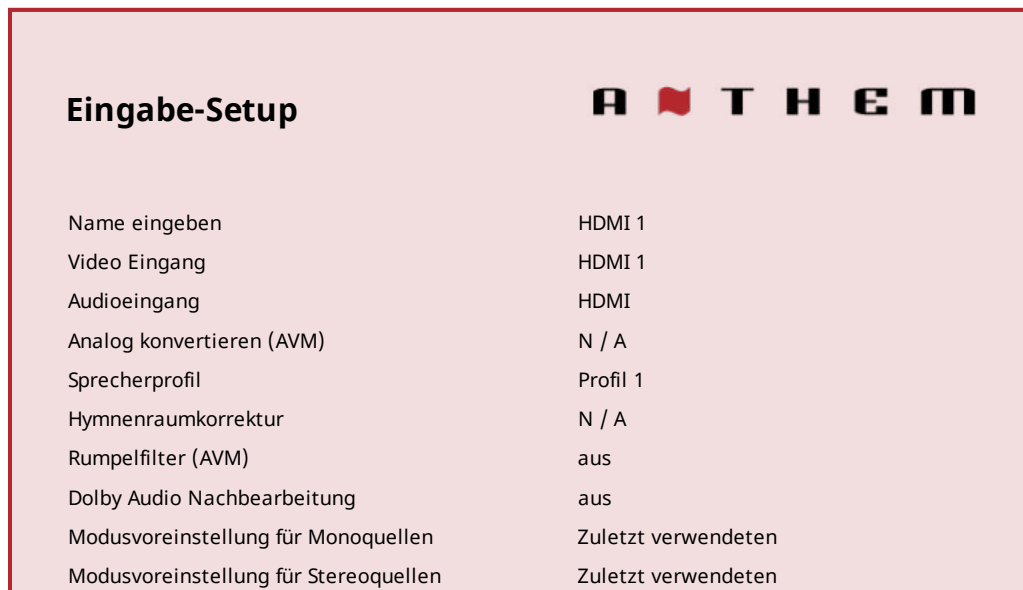 Eingabe-Setup
ANTHEM
Name eingeben HDMI 1
Video Eingang HDMI 1
Audioeingang HDMI
Analog konvertieren (AVM) N / A
Sprecherprofil Profil 1
Hymnenraumkorrektur N / A
Rumpelfilter (AVM) aus
Dolby Audio Nachbearbeitung aus
Modusvoreinstellung für Monoquellen Zuletzt verwendeten
Modusvoreinstellung für Stereoquellen Zuletzt verwendeten